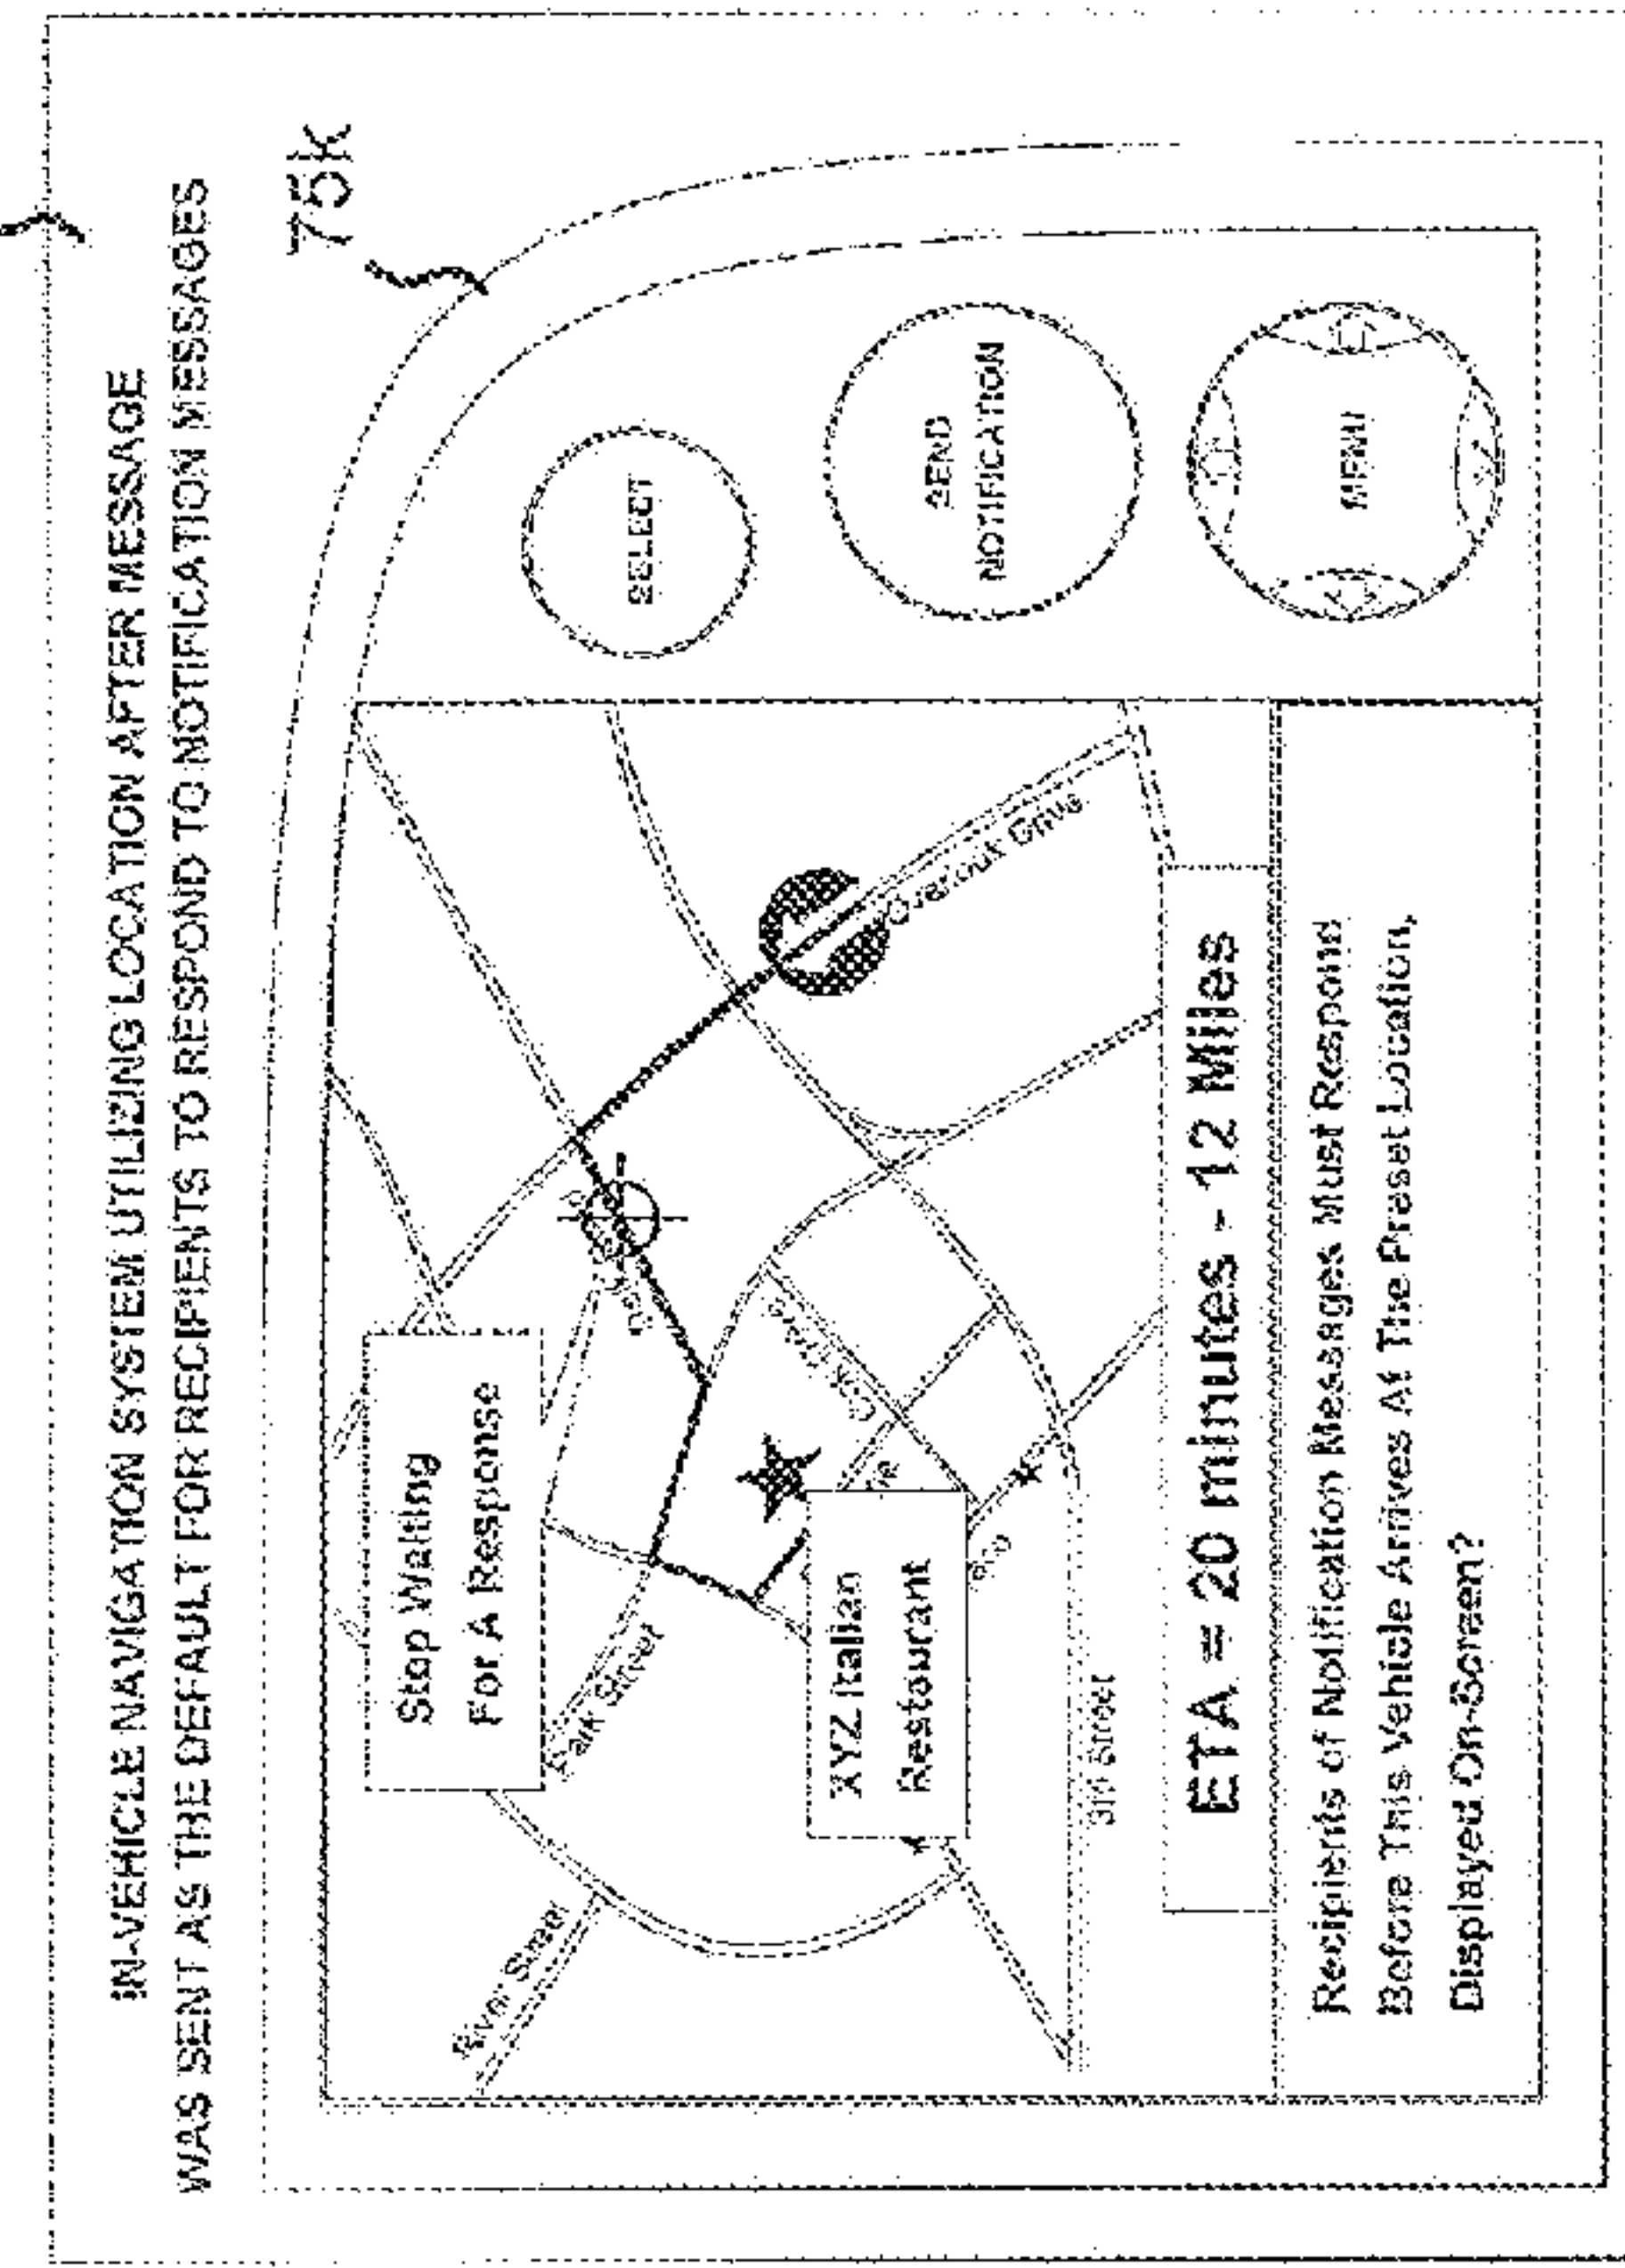 IN-VEHICLE NAVIGATION SYSTEM UTILIZING LOCATION AFTER MESSAGE
WAS SENT AS THE DEFAULT FOR RECIPIENTS TO RESPOND TO NOTIFICATION MESSAGES
75k
Stop Waiting
For A Response
River Street
Park Street
XYZ Italian
Restaurant
Overlook Drive
3rd Street
SELECT
SEND
NOTIFICATION
MENU
ETA = 20 minutes - 12 Miles
Recipients of Notification Messages Must Respond
Before This Vehicle Arrives At The Preset Location,
Displayed On-Screen?